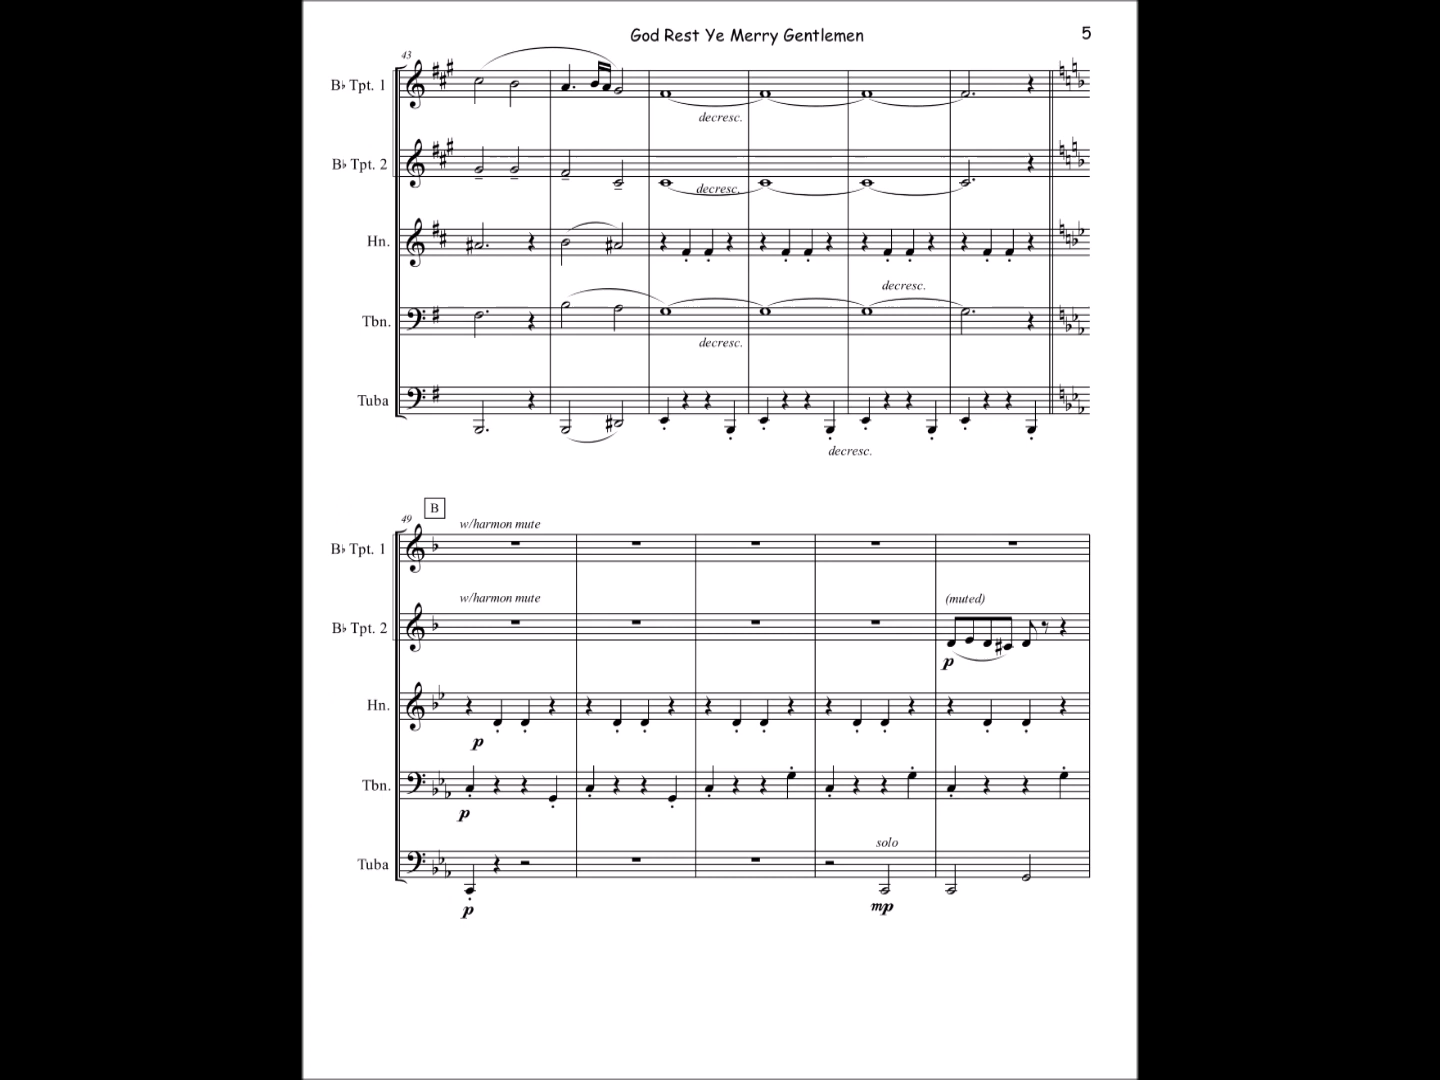 God Rest Ye Merry Gentlemen
5
43
B♭ Tpt. 1
decresc.
B♭ Tpt. 2
decresc.
Hn.
decresc.
Tbn.
decresc.
Tuba
decresc.
B
49
w/harmon mute
B♭ Tpt. 1
w/harmon mute
(muted)
B♭ Tpt. 2
p
Hn.
p
Tbn.
p
solo
Tuba
p
mp